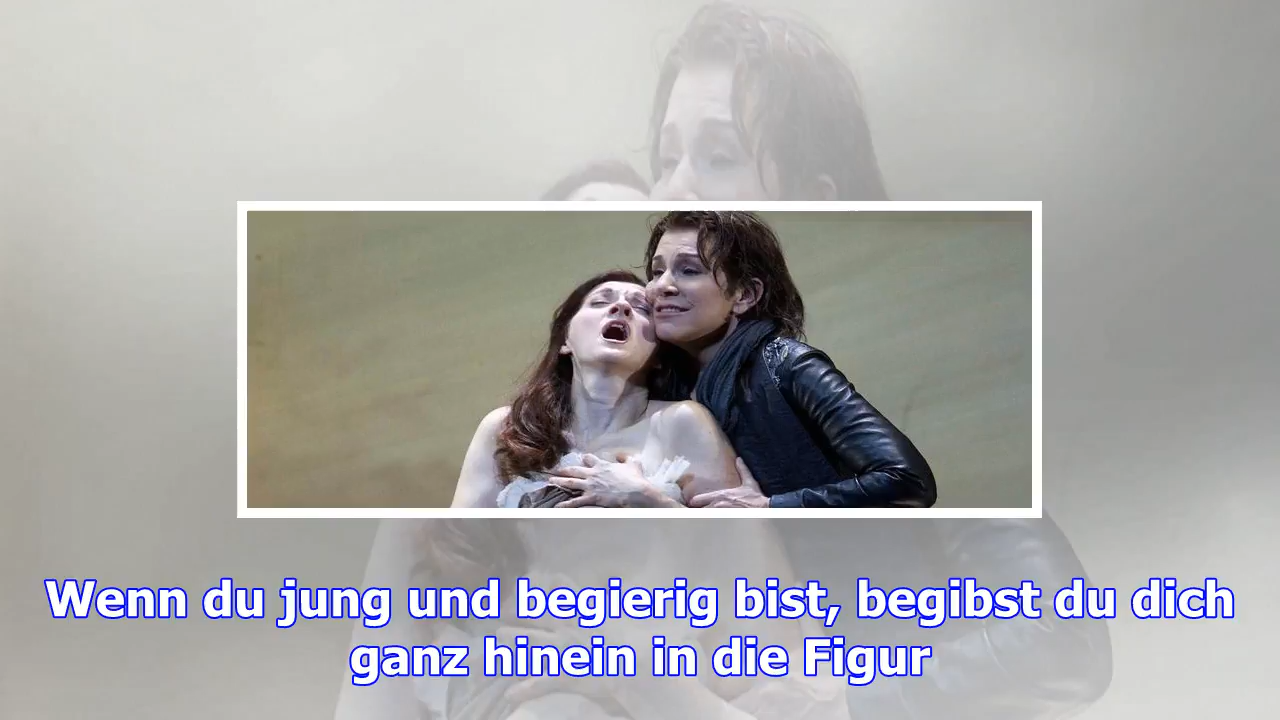 Wenn du jung und begierig bist, begibst du dich
ganz hinein in die Figur